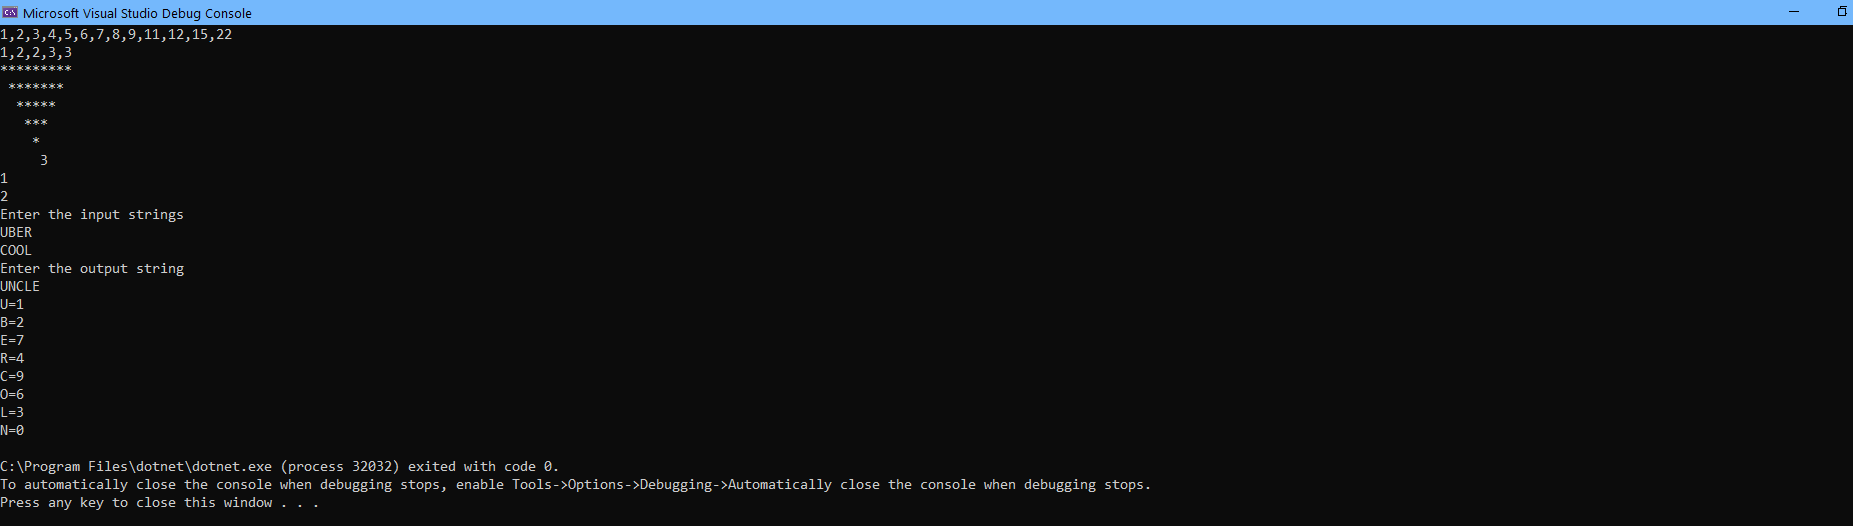 Microsoft Visual Studio Debug Console
1,2,3,4,5,6,7,8,9,11,12,15,22
1,2,2,3,3
*********
 *******
  *****
   ***
    *
     3
1
2
Enter the input strings
UBER
COOL
Enter the output string
UNCLE
U=1
B=2
E=7
R=4
C=9
O=6
L=3
N=0
C:\Program Files\dotnet\dotnet.exe (process 32032) exited with code 0.
To automatically close the console when debugging stops, enable Tools->Options->Debugging->Automatically close the console when debugging stops.
Press any key to close this window . . .